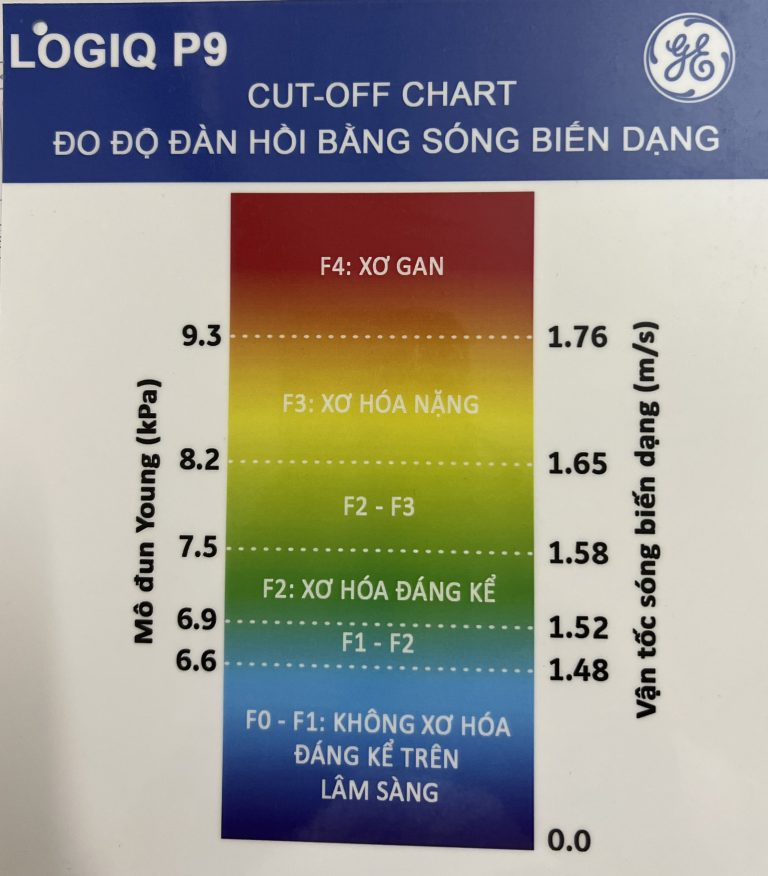 LOGIQ P9
GE
CUT-OFF CHART
ĐO ĐỘ ĐÀN HỒI BẰNG SÓNG BIẾN DẠNG
F4: XƠ GAN
9.3
1.76
F3: XƠ HÓA NẶNG
8.2
1.65
F2 - F3
7.5
1.58
F2: XƠ HÓA ĐÁNG KỂ
6.9
1.52
F1 - F2
6.6
1.48
F0 - F1: KHÔNG XƠ HÓA
ĐÁNG KỂ TRÊN
LÂM SÀNG
0.0
Mô đun Young (kPa)
Vận tốc sóng biến dạng (m/s)